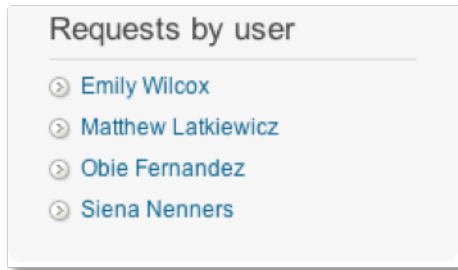 Requests by user
Emily Wilcox
Matthew Latkiewicz
Obie Fernandez
Siena Nenners